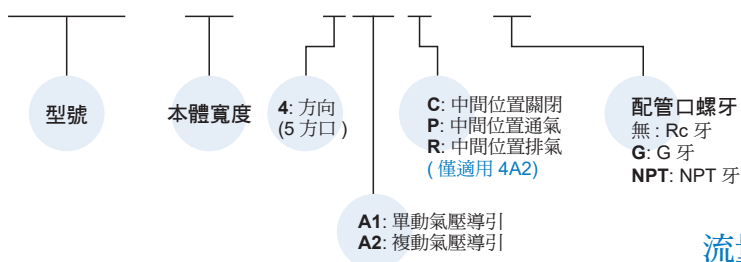 型號
本體寬度
4: 方向
(5 方口 )
C: 中間位置關閉
P: 中間位置通氣
R: 中間位置排氣
( 僅適用 4A2)
配管口螺牙
無 : Rc 牙
G: G 牙
NPT: NPT 牙
A1: 單動氣壓導引
A2: 複動氣壓導引